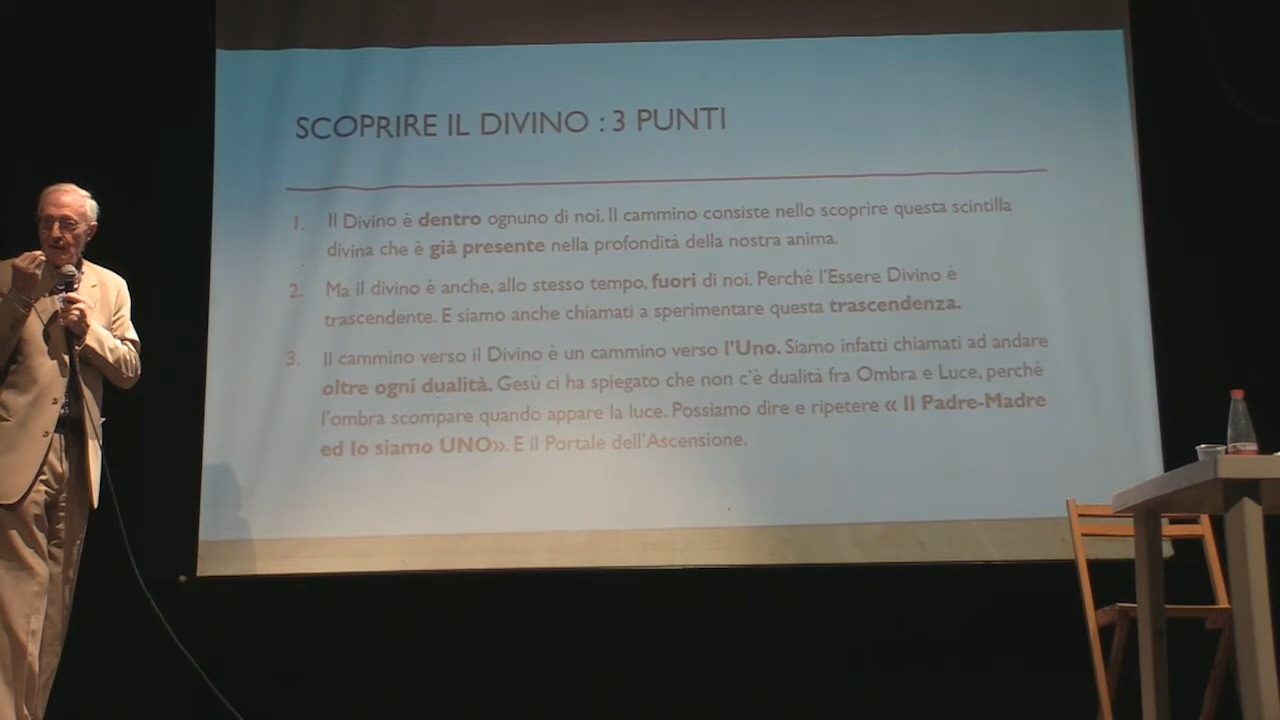 SCOPRIRE IL DIVINO : 3 PUNTI
1. Il Divino è dentro ognuno di noi. Il cammino consiste nello scoprire questa scintilla
divina che è già presente nella profondità della nostra anima.
2. Ma il divino è anche, allo stesso tempo, fuori di noi. Perché l'Essere Divino è
trascendente. E siamo anche chiamati a sperimentare questa trascendenza.
3. Il cammino verso il Divino è un cammino verso l'Uno. Siamo infatti chiamati ad andare
oltre ogni dualità. Gesù ci ha spiegato che non c'è dualità fra Ombra e Luce, perché
l'ombra scompare quando appare la luce. Possiamo dire e ripetere « Il Padre-Madre
ed Io siamo UNO». E il Portale dell'Ascensione.